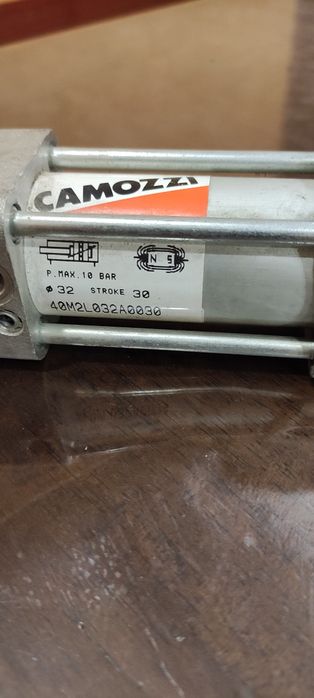 CAMOZZI
N S
P.MAX.10 BAR
ø 32 STROKE 30
40M2L032A0030